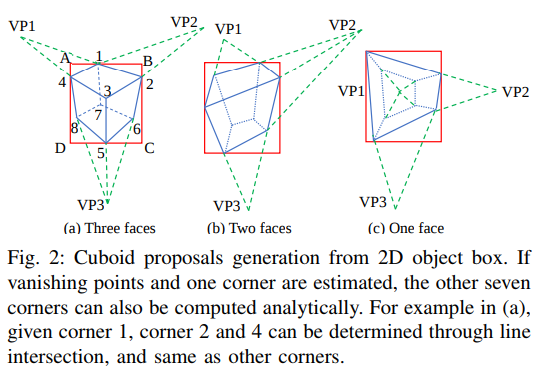 VP1
VP2
A
1
B
4
2
3
7
8
6
D
5
C
VP3
(a) Three faces
VP1
VP2
VP3
(b) Two faces
VP1
VP2
VP3
(c) One face
Fig. 2: Cuboid proposals generation from 2D object box. If
vanishing points and one corner are estimated, the other seven
corners can also be computed analytically. For example in (a),
given corner 1, corner 2 and 4 can be determined through line
intersection, and same as other corners.